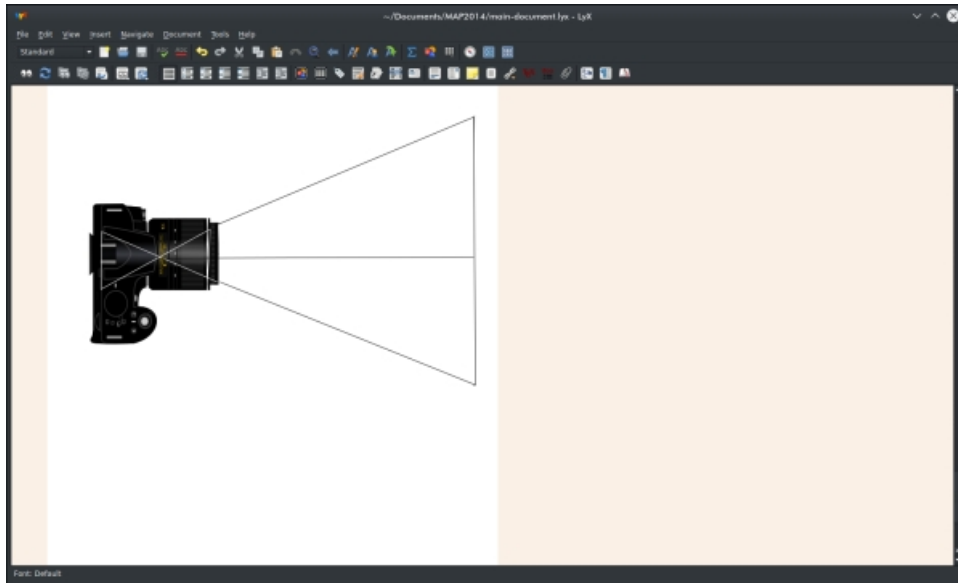 ~/Documents/MAP2014/main-document.lyx - LyX
File Edit View Insert Navigate Document Tools Help
Standard
Font: Default